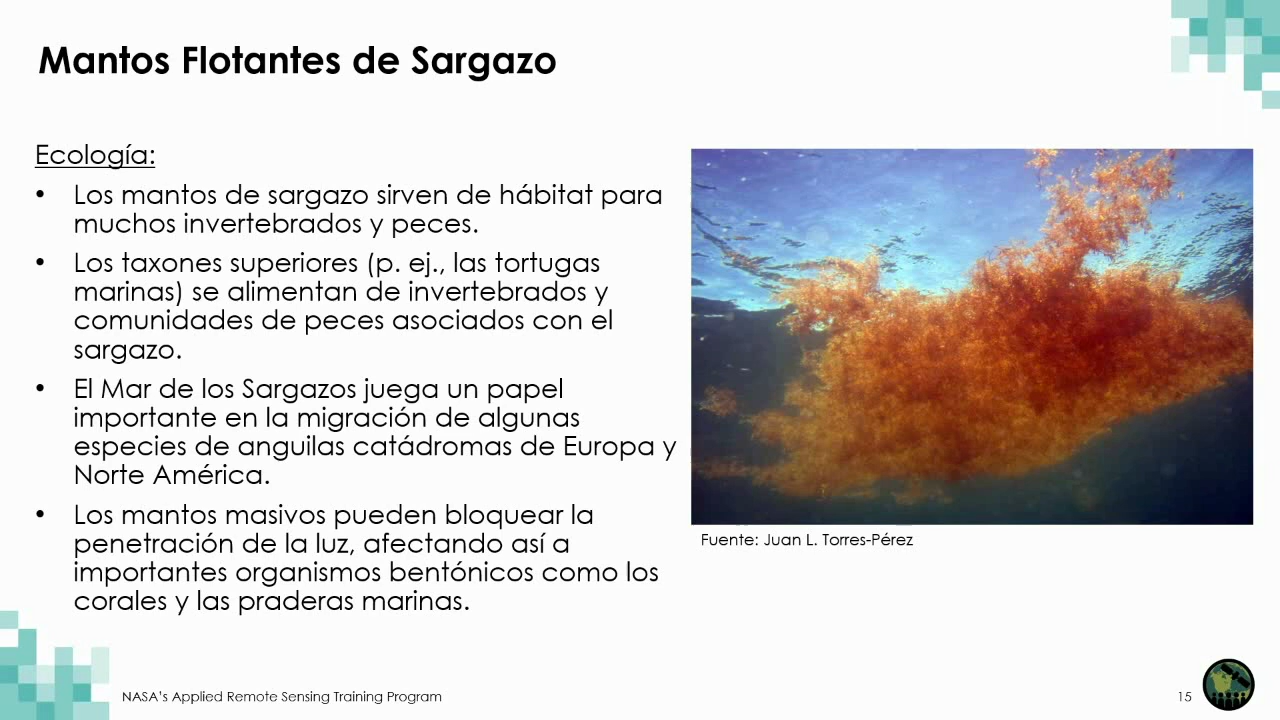 Mantos Flotantes de Sargazo
Ecología:
• Los mantos de sargazo sirven de hábitat para
muchos invertebrados y peces.
• Los taxones superiores (p. ej., las tortugas
marinas) se alimentan de invertebrados y
comunidades de peces asociados con el
sargazo.
• El Mar de los Sargazos juega un papel
importante en la migración de algunas
especies de anguilas catádromas de Europa y
Norte América.
• Los mantos masivos pueden bloquear la
penetración de la luz, afectando así a
importantes organismos bentónicos como los
corales y las praderas marinas.
Fuente: Juan L. Torres-Pérez
NASA's Applied Remote Sensing Training Program
15